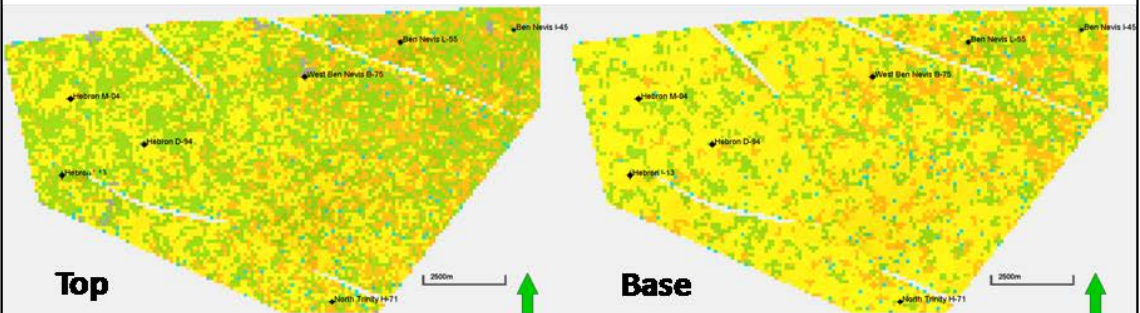 Ben Nevis I-45
Ben Nevis L-55
West Ben Nevis B-75
Hebron M-04
Hebron D-94
Hebron
Top
2500m
North Trinity H-71
Ben Nevis I-45
Ben Nevis L-55
West Ben Nevis B-75
Hebron M-04
Hebron D-94
Hebron I-13
Base
2500m
North Trinity H-71